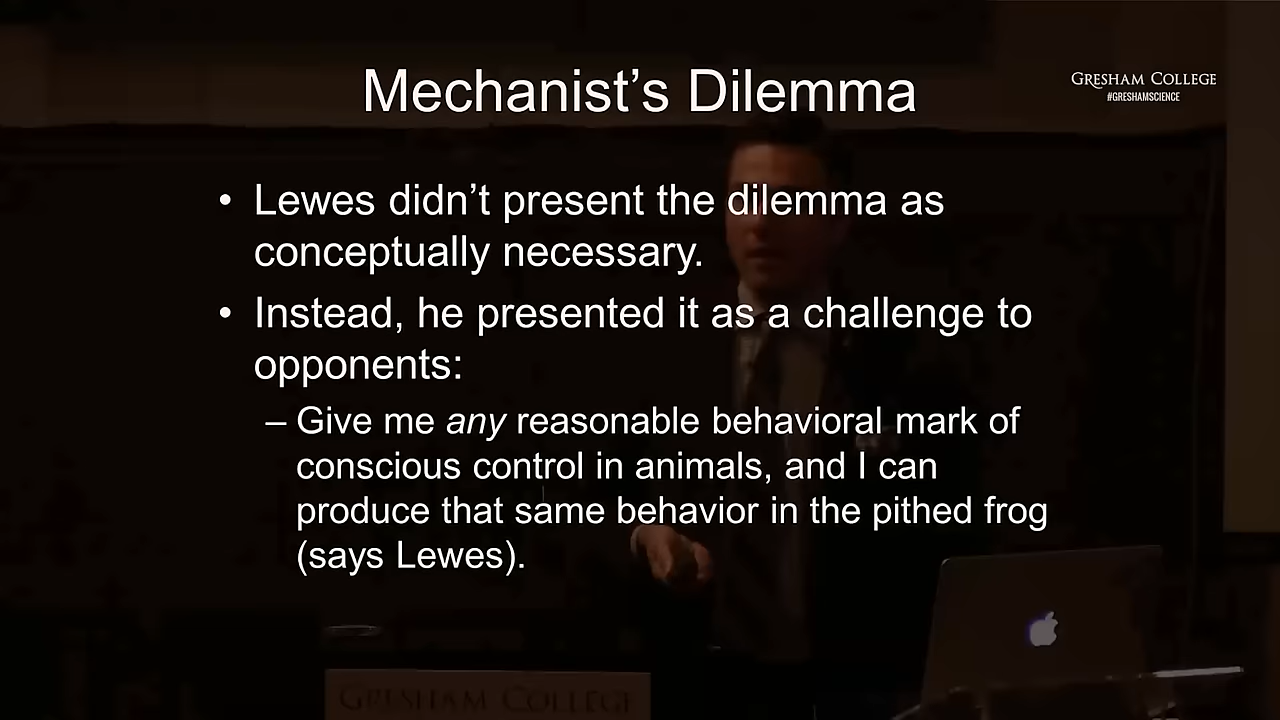 Mechanist's Dilemma
GRESHAM COLLEGE
#GRESHAMSCIENCE
• Lewes didn't present the dilemma as
conceptually necessary.
• Instead, he presented it as a challenge to
opponents:
– Give me any reasonable behavioral mark of
conscious control in animals, and I can
produce that same behavior in the pithed frog
(says Lewes).
GRESHAM COLLEGE